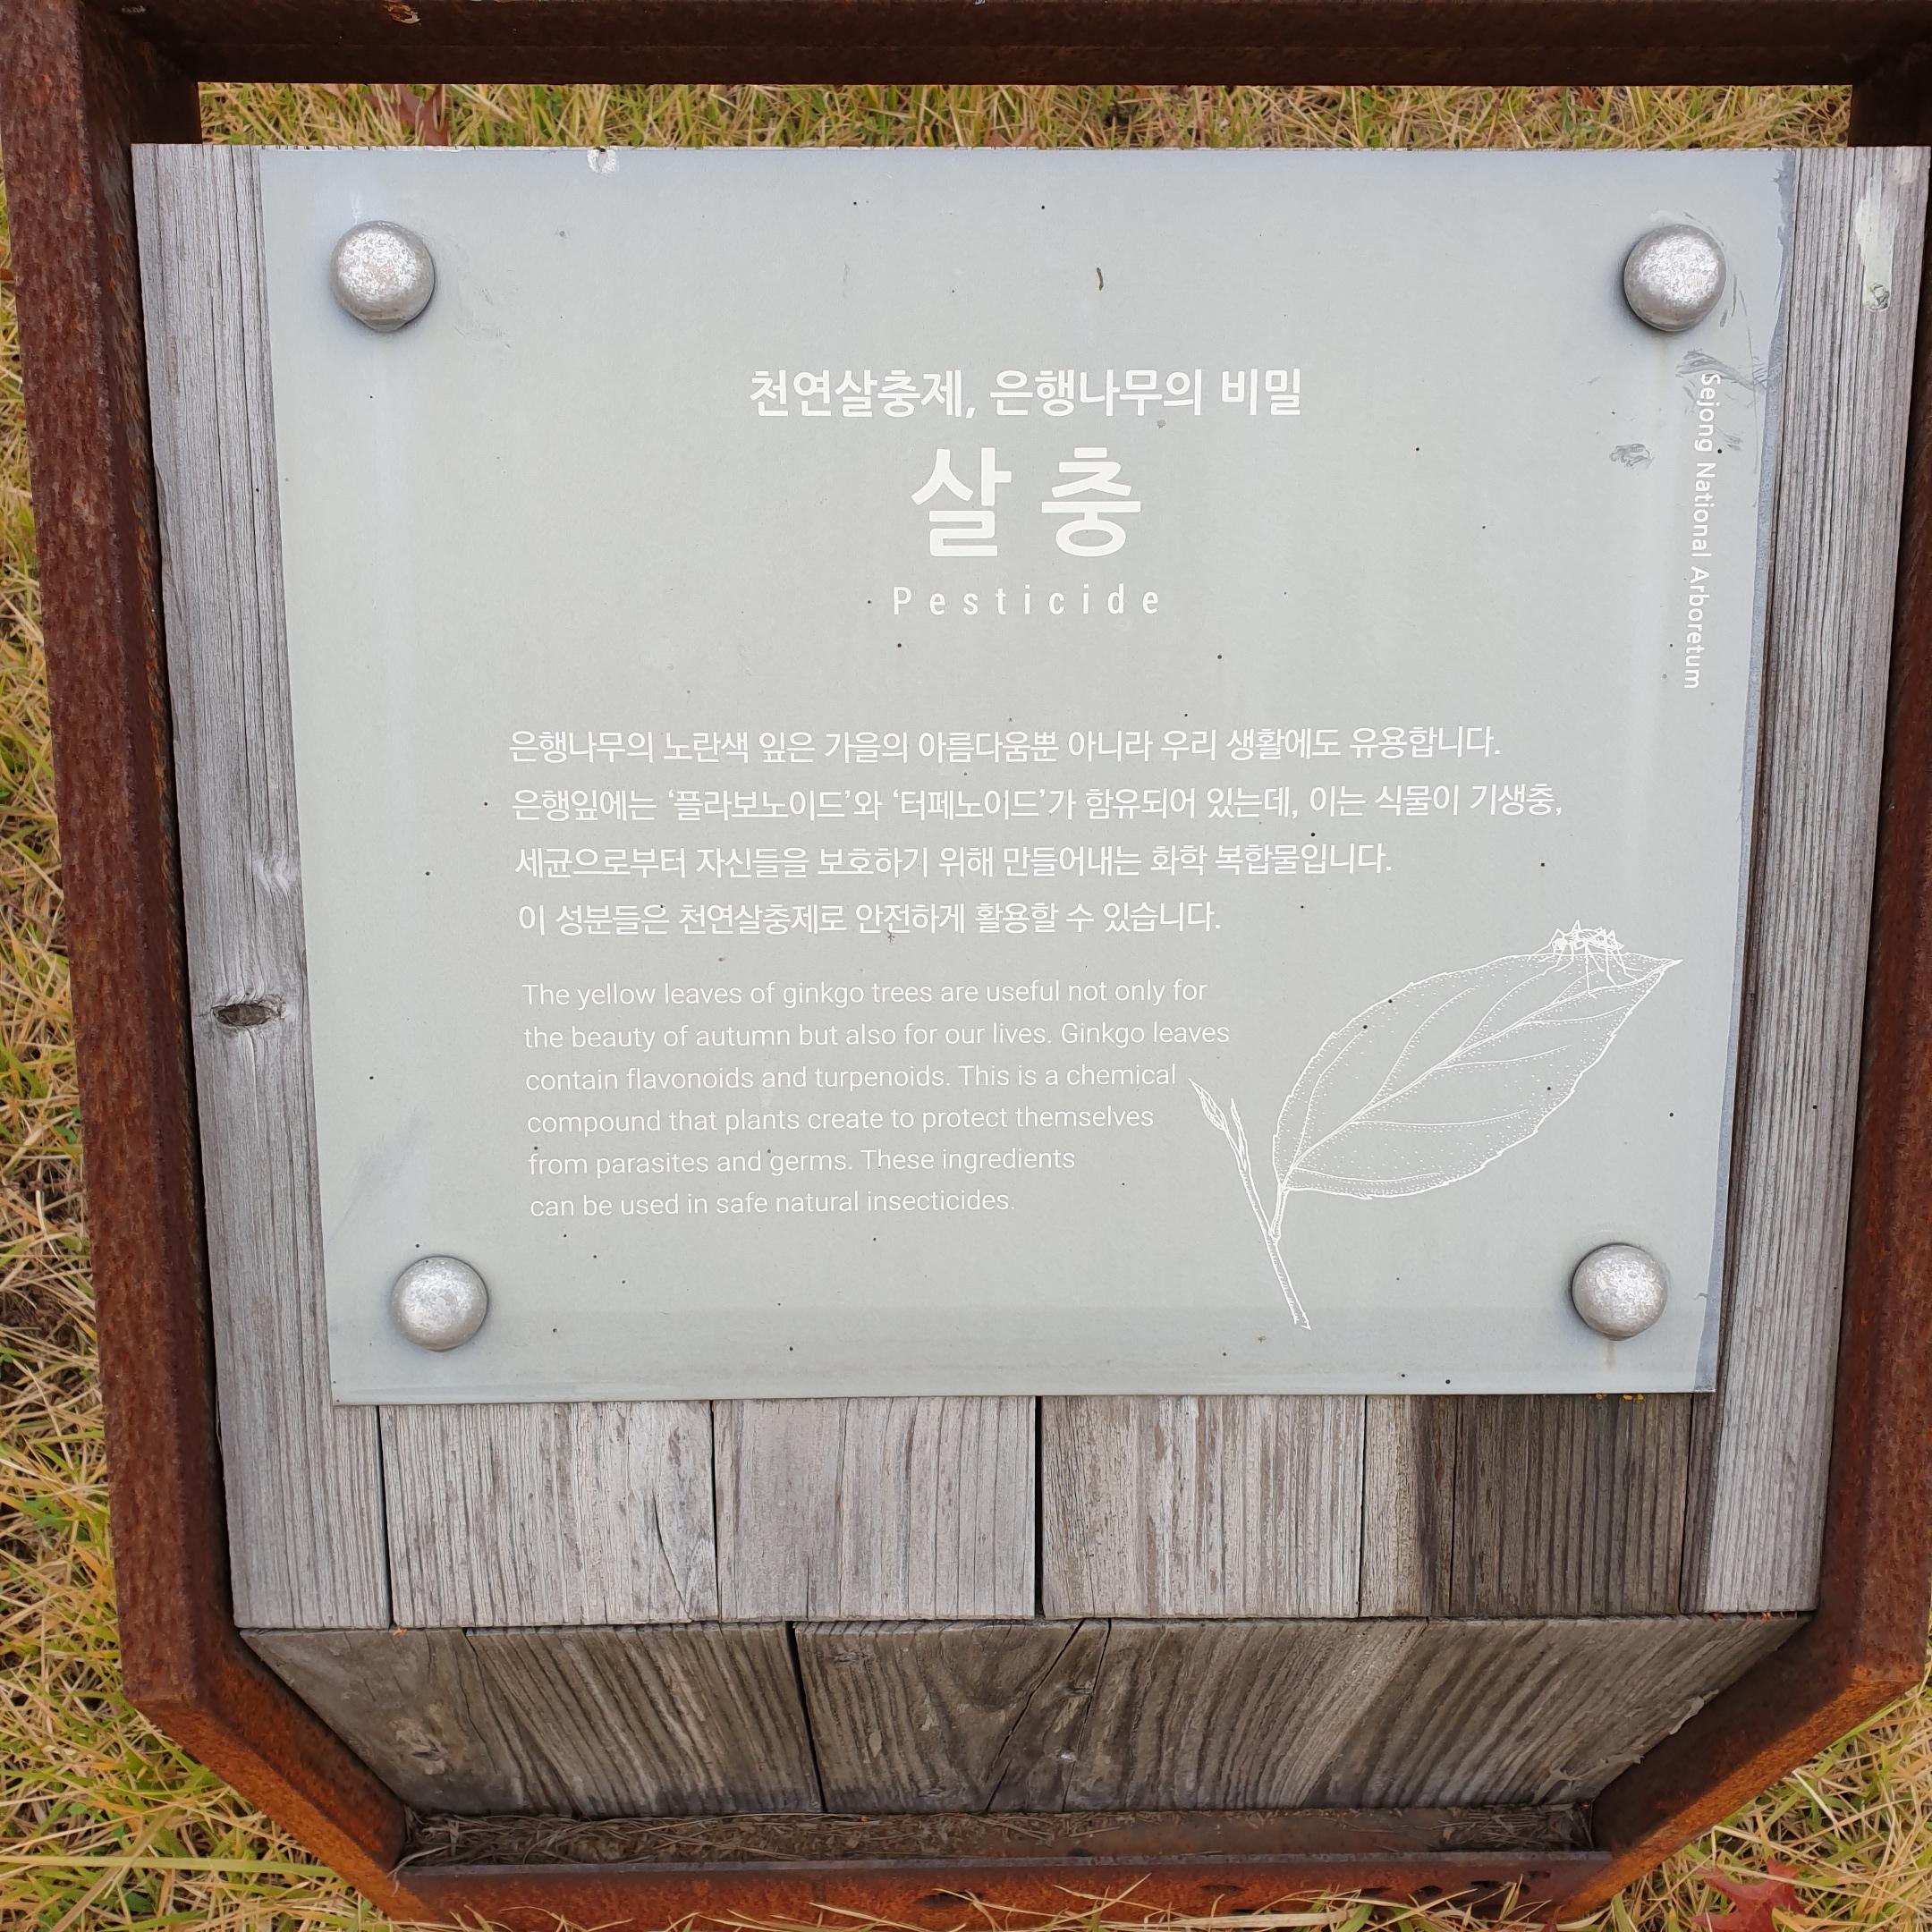 천연살충제, 은행나무의 비밀
살충
Pesticide
Sejong National Arboretum
은행나무의 노란색 잎은 가을의 아름다움뿐 아니라 우리 생활에도 유용합니다.
은행잎에는 ‘플라보노이드’와 ‘터페노이드’가 함유되어 있는데, 이는 식물이 기생충,
세균으로부터 자신들을 보호하기 위해 만들어내는 화학 복합물입니다.
이 성분들은 천연살충제로 안전하게 활용할 수 있습니다.
The yellow leaves of ginkgo trees are useful not only for
the beauty of autumn but also for our lives. Ginkgo leaves
contain flavonoids and turpenoids. This is a chemical
compound that plants create to protect themselves
from parasites and germs. These ingredients
can be used in safe natural insecticides.